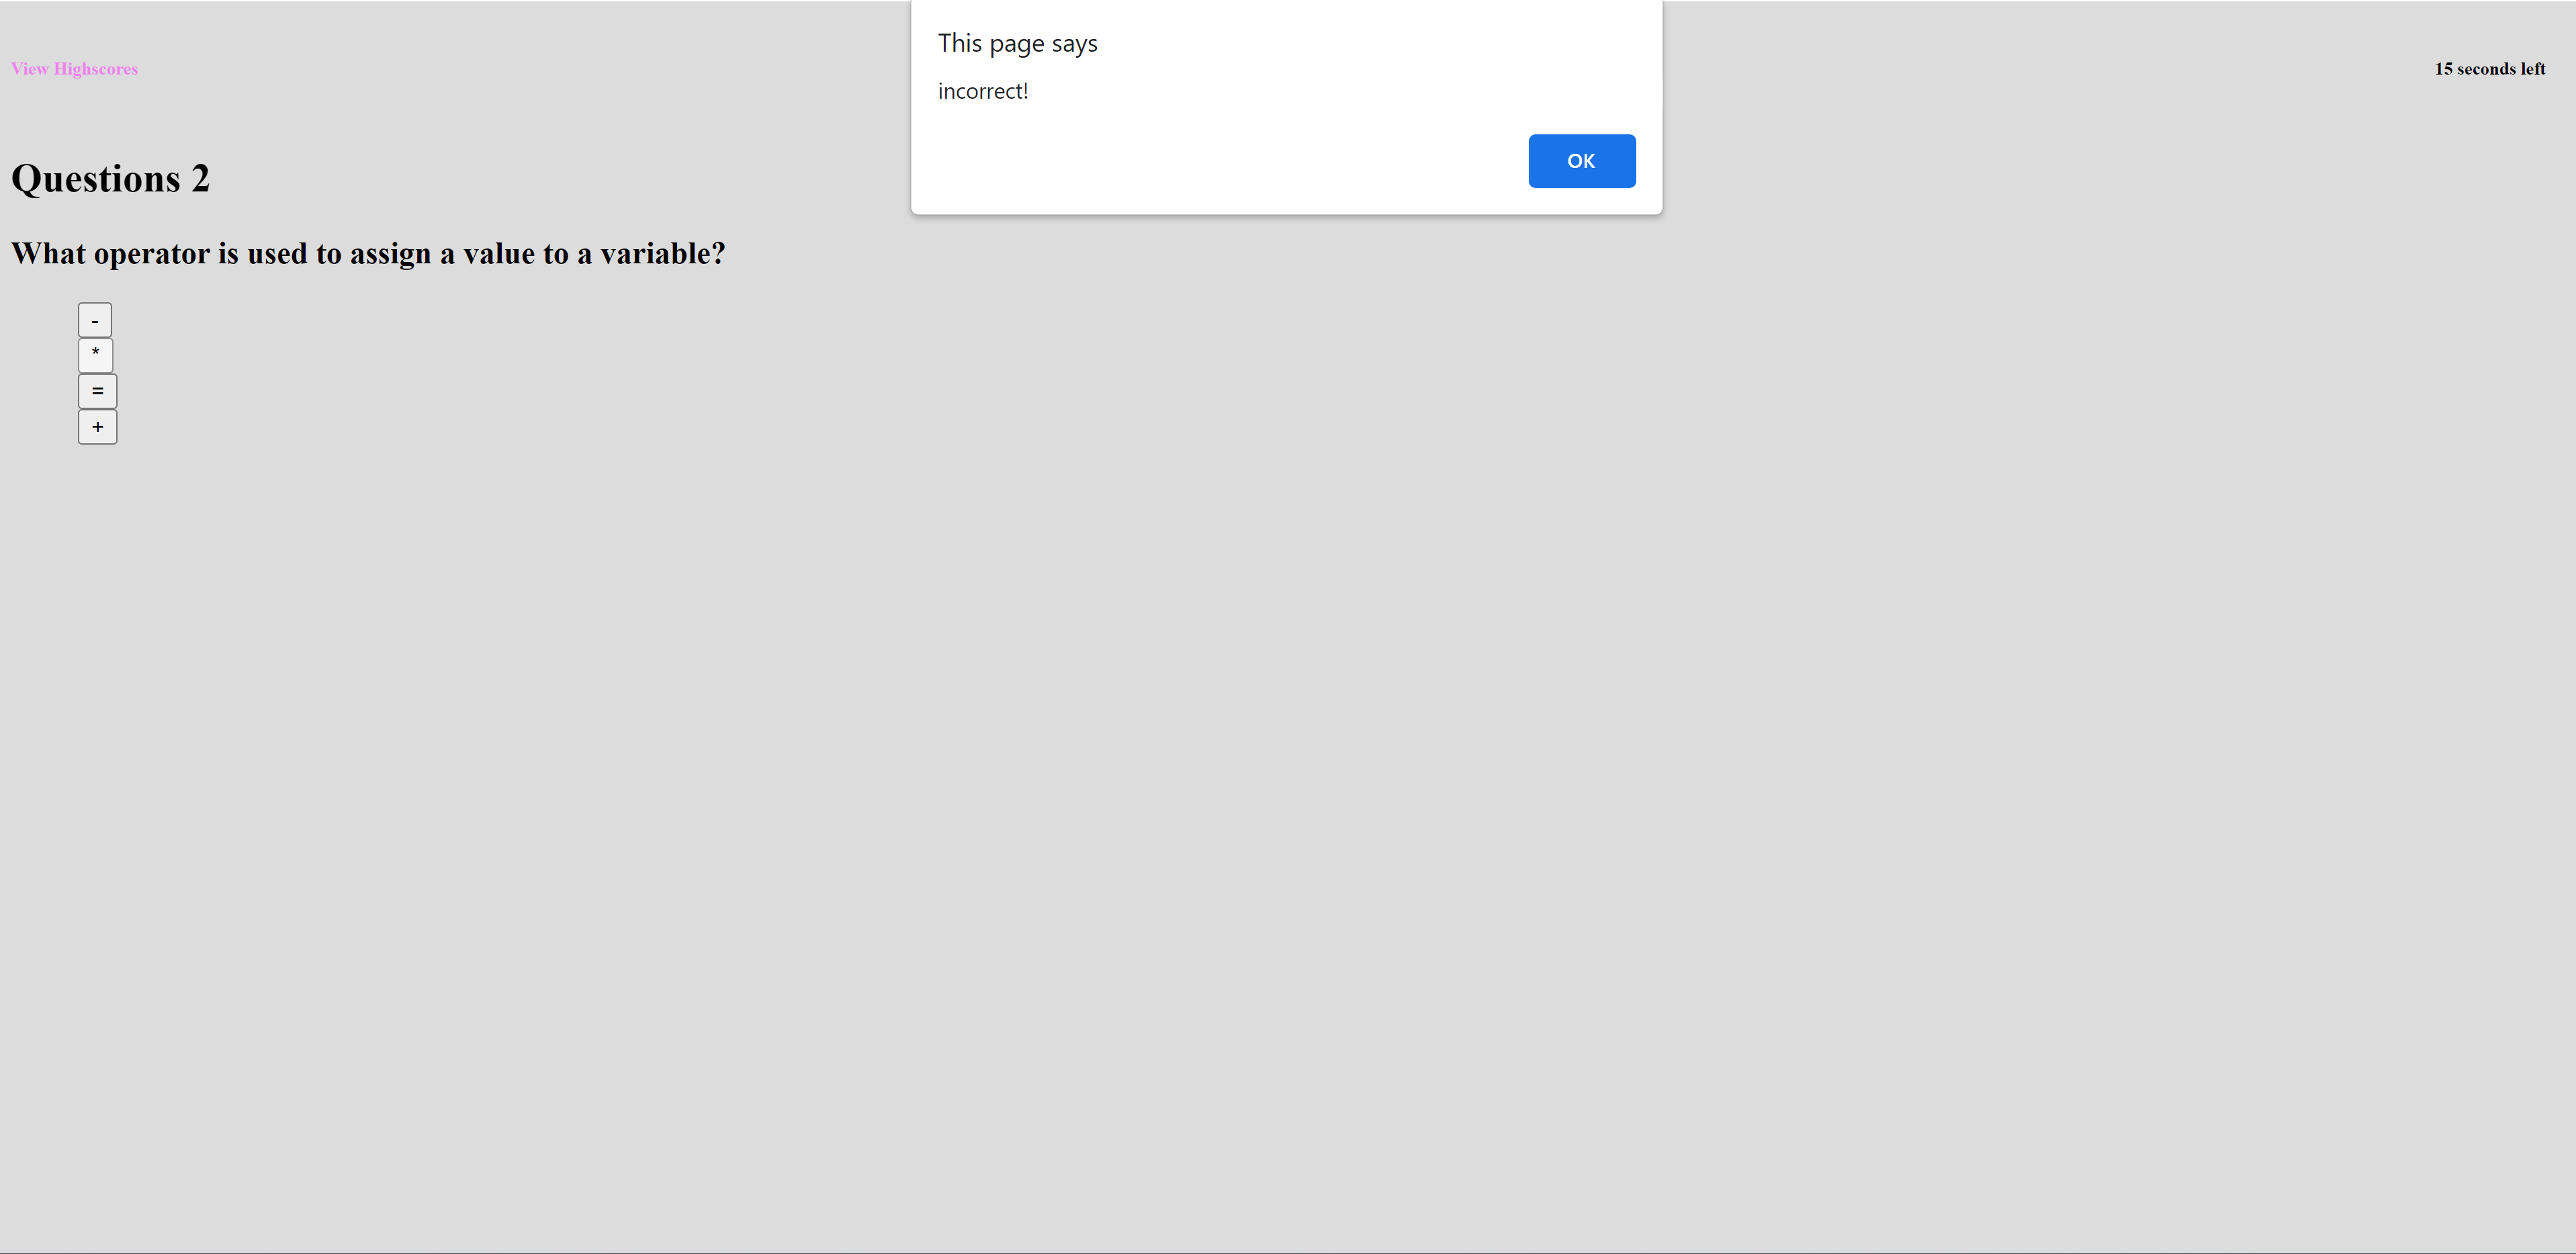 This page says
incorrect!
OK
View Highscores
15 seconds left
Questions 2
What operator is used to assign a value to a variable?
-
*
=
+